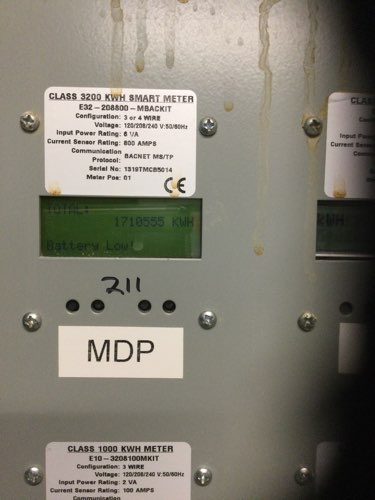 CLASS 3200 KWH SMART METER
E32-208800-MBACKIT
Configuration: 3 or 4 WIRE
Voltage: 120/208/240 V:50/60Hz
Input Power Rating: 6 VA
Current Sensor Rating: 800 AMPS
Communication
Protocol: BACNET MS/TP
Serial No: 1319TMCB5014
Meter Pos: 01
CE
TOTAL:
1710555 KWH
Battery Low!
211
MDP
CLASS 1000 KWH METER
E10-3208100MKIT
Configuration: 3 WIRE
Voltage: 120/208/240 V:50/60Hz
Input Power Rating: 2 VA
Current Sensor Rating: 100 AMPS
Communication